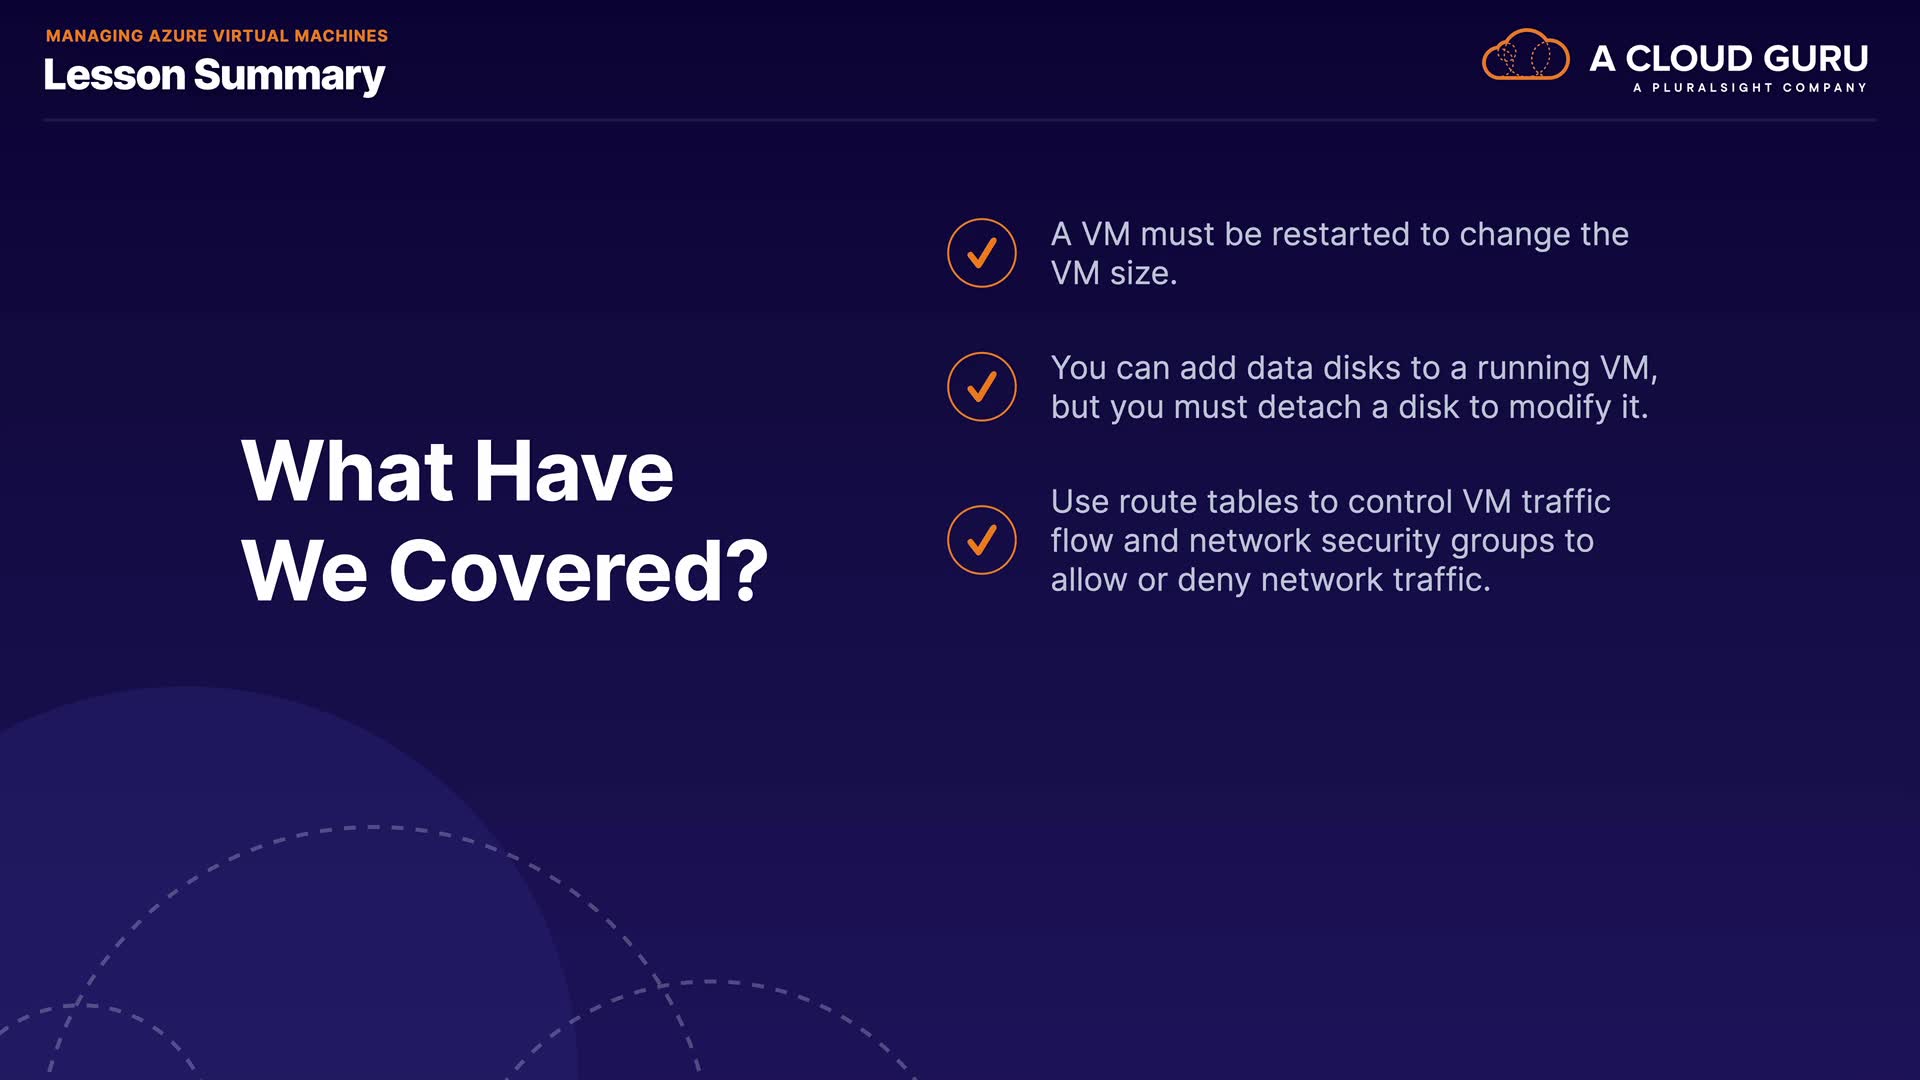 MANAGING AZURE VIRTUAL MACHINES
Lesson Summary
A CLOUD GURU
A PLURALSIGHT COMPANY
What Have
We Covered?
A VM must be restarted to change the
VM size.
You can add data disks to a running VM,
but you must detach a disk to modify it.
Use route tables to control VM traffic
flow and network security groups to
allow or deny network traffic.